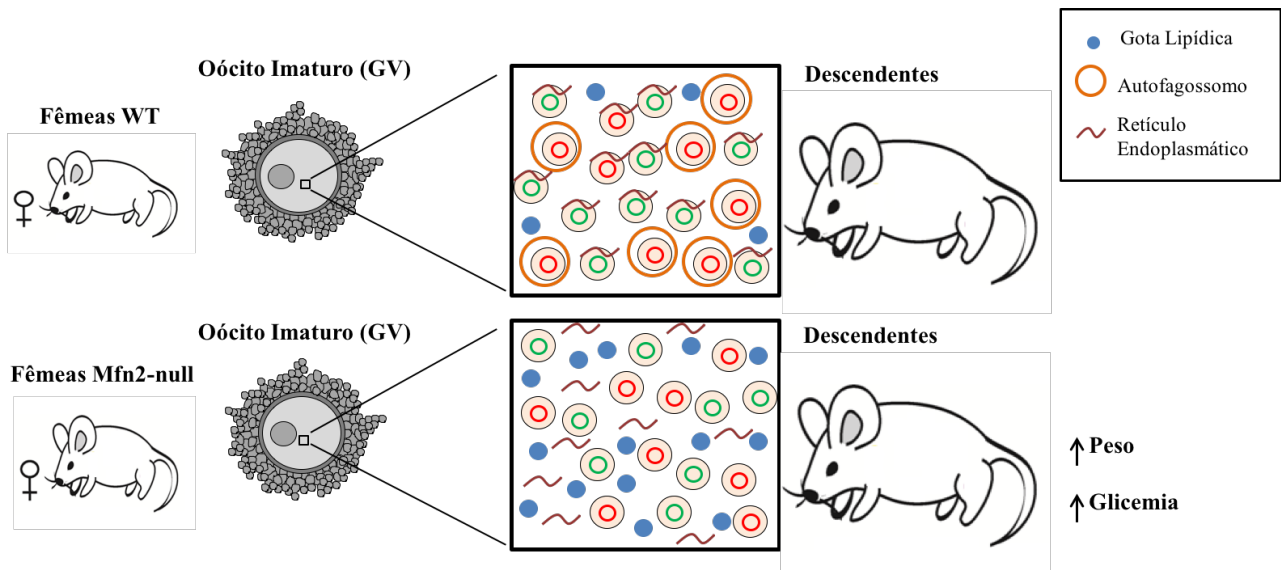 Oócito Imaturo (GV)
Descendentes
Fêmeas WT
Gota Lipídica
Autofagossomo
Retículo
Endoplasmático
Oócito Imaturo (GV)
Descendentes
Fêmeas Mfn2-null
↑ Peso
↑ Glicemia